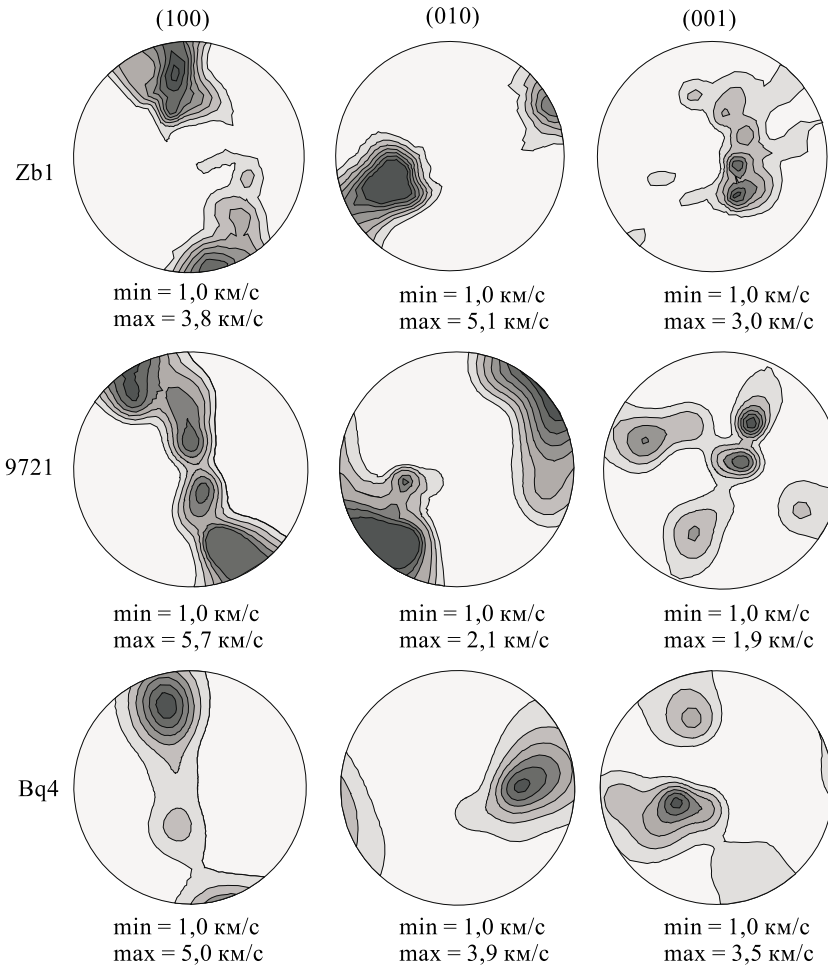 (100) (010) (001)
Zb1
min = 1,0 км/с min = 1,0 км/с min = 1,0 км/с
max = 3,8 км/с max = 5,1 км/с max = 3,0 км/с
9721
min = 1,0 км/с min = 1,0 км/с min = 1,0 км/с
max = 5,7 км/с max = 2,1 км/с max = 1,9 км/с
Bq4
min = 1,0 км/с min = 1,0 км/с min = 1,0 км/с
max = 5,0 км/с max = 3,9 км/с max = 3,5 км/с